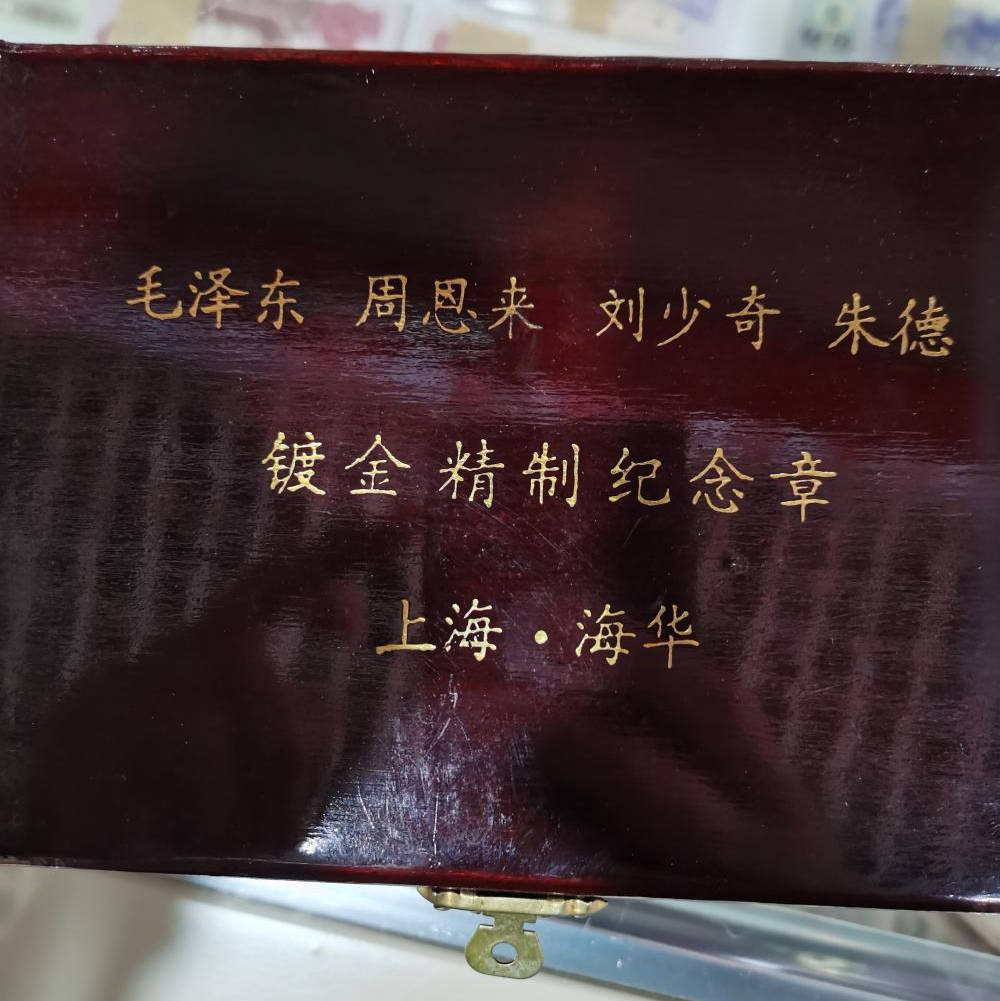 毛泽东 周恩来 刘少奇 朱德
镀金精制纪念章
上海·海华